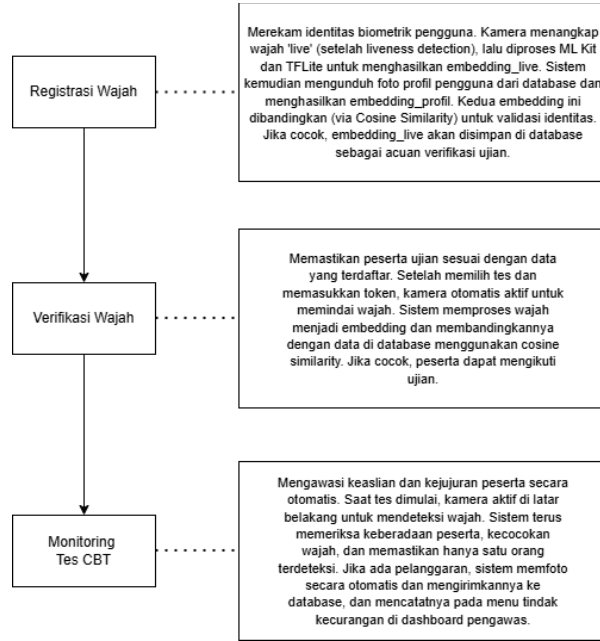 Registrasi Wajah
Merekam identitas biometrik pengguna. Kamera menangkap
wajah 'live' (setelah liveness detection), lalu diproses ML Kit
dan TFLite untuk menghasilkan embedding_live. Sistem
kemudian mengunduh foto profil pengguna dari database dan
menghasilkan embedding_profil. Kedua embedding ini
dibandingkan (via Cosine Similarity) untuk validasi identitas.
Jika cocok, embedding_live akan disimpan di database
sebagai acuan verifikasi ujian.
Verifikasi Wajah
Memastikan peserta ujian sesuai dengan data
yang terdaftar. Setelah memilih tes dan
memasukkan token, kamera otomatis aktif untuk
memindai wajah. Sistem memproses wajah
menjadi embedding dan membandingkannya
dengan data di database menggunakan cosine
similarity. Jika cocok, peserta dapat mengikuti
ujian.
Monitoring
Tes CBT
Mengawasi keaslian dan kejujuran peserta secara
otomatis. Saat tes dimulai, kamera aktif di latar
belakang untuk mendeteksi wajah. Sistem terus
memeriksa keberadaan peserta, kecocokan
wajah, dan memastikan hanya satu orang
terdeteksi. Jika ada pelanggaran, sistem memfoto
secara otomatis dan mengirimkannya ke
database, dan mencatatnya pada menu tindak
kecurangan di dashboard pengawas.